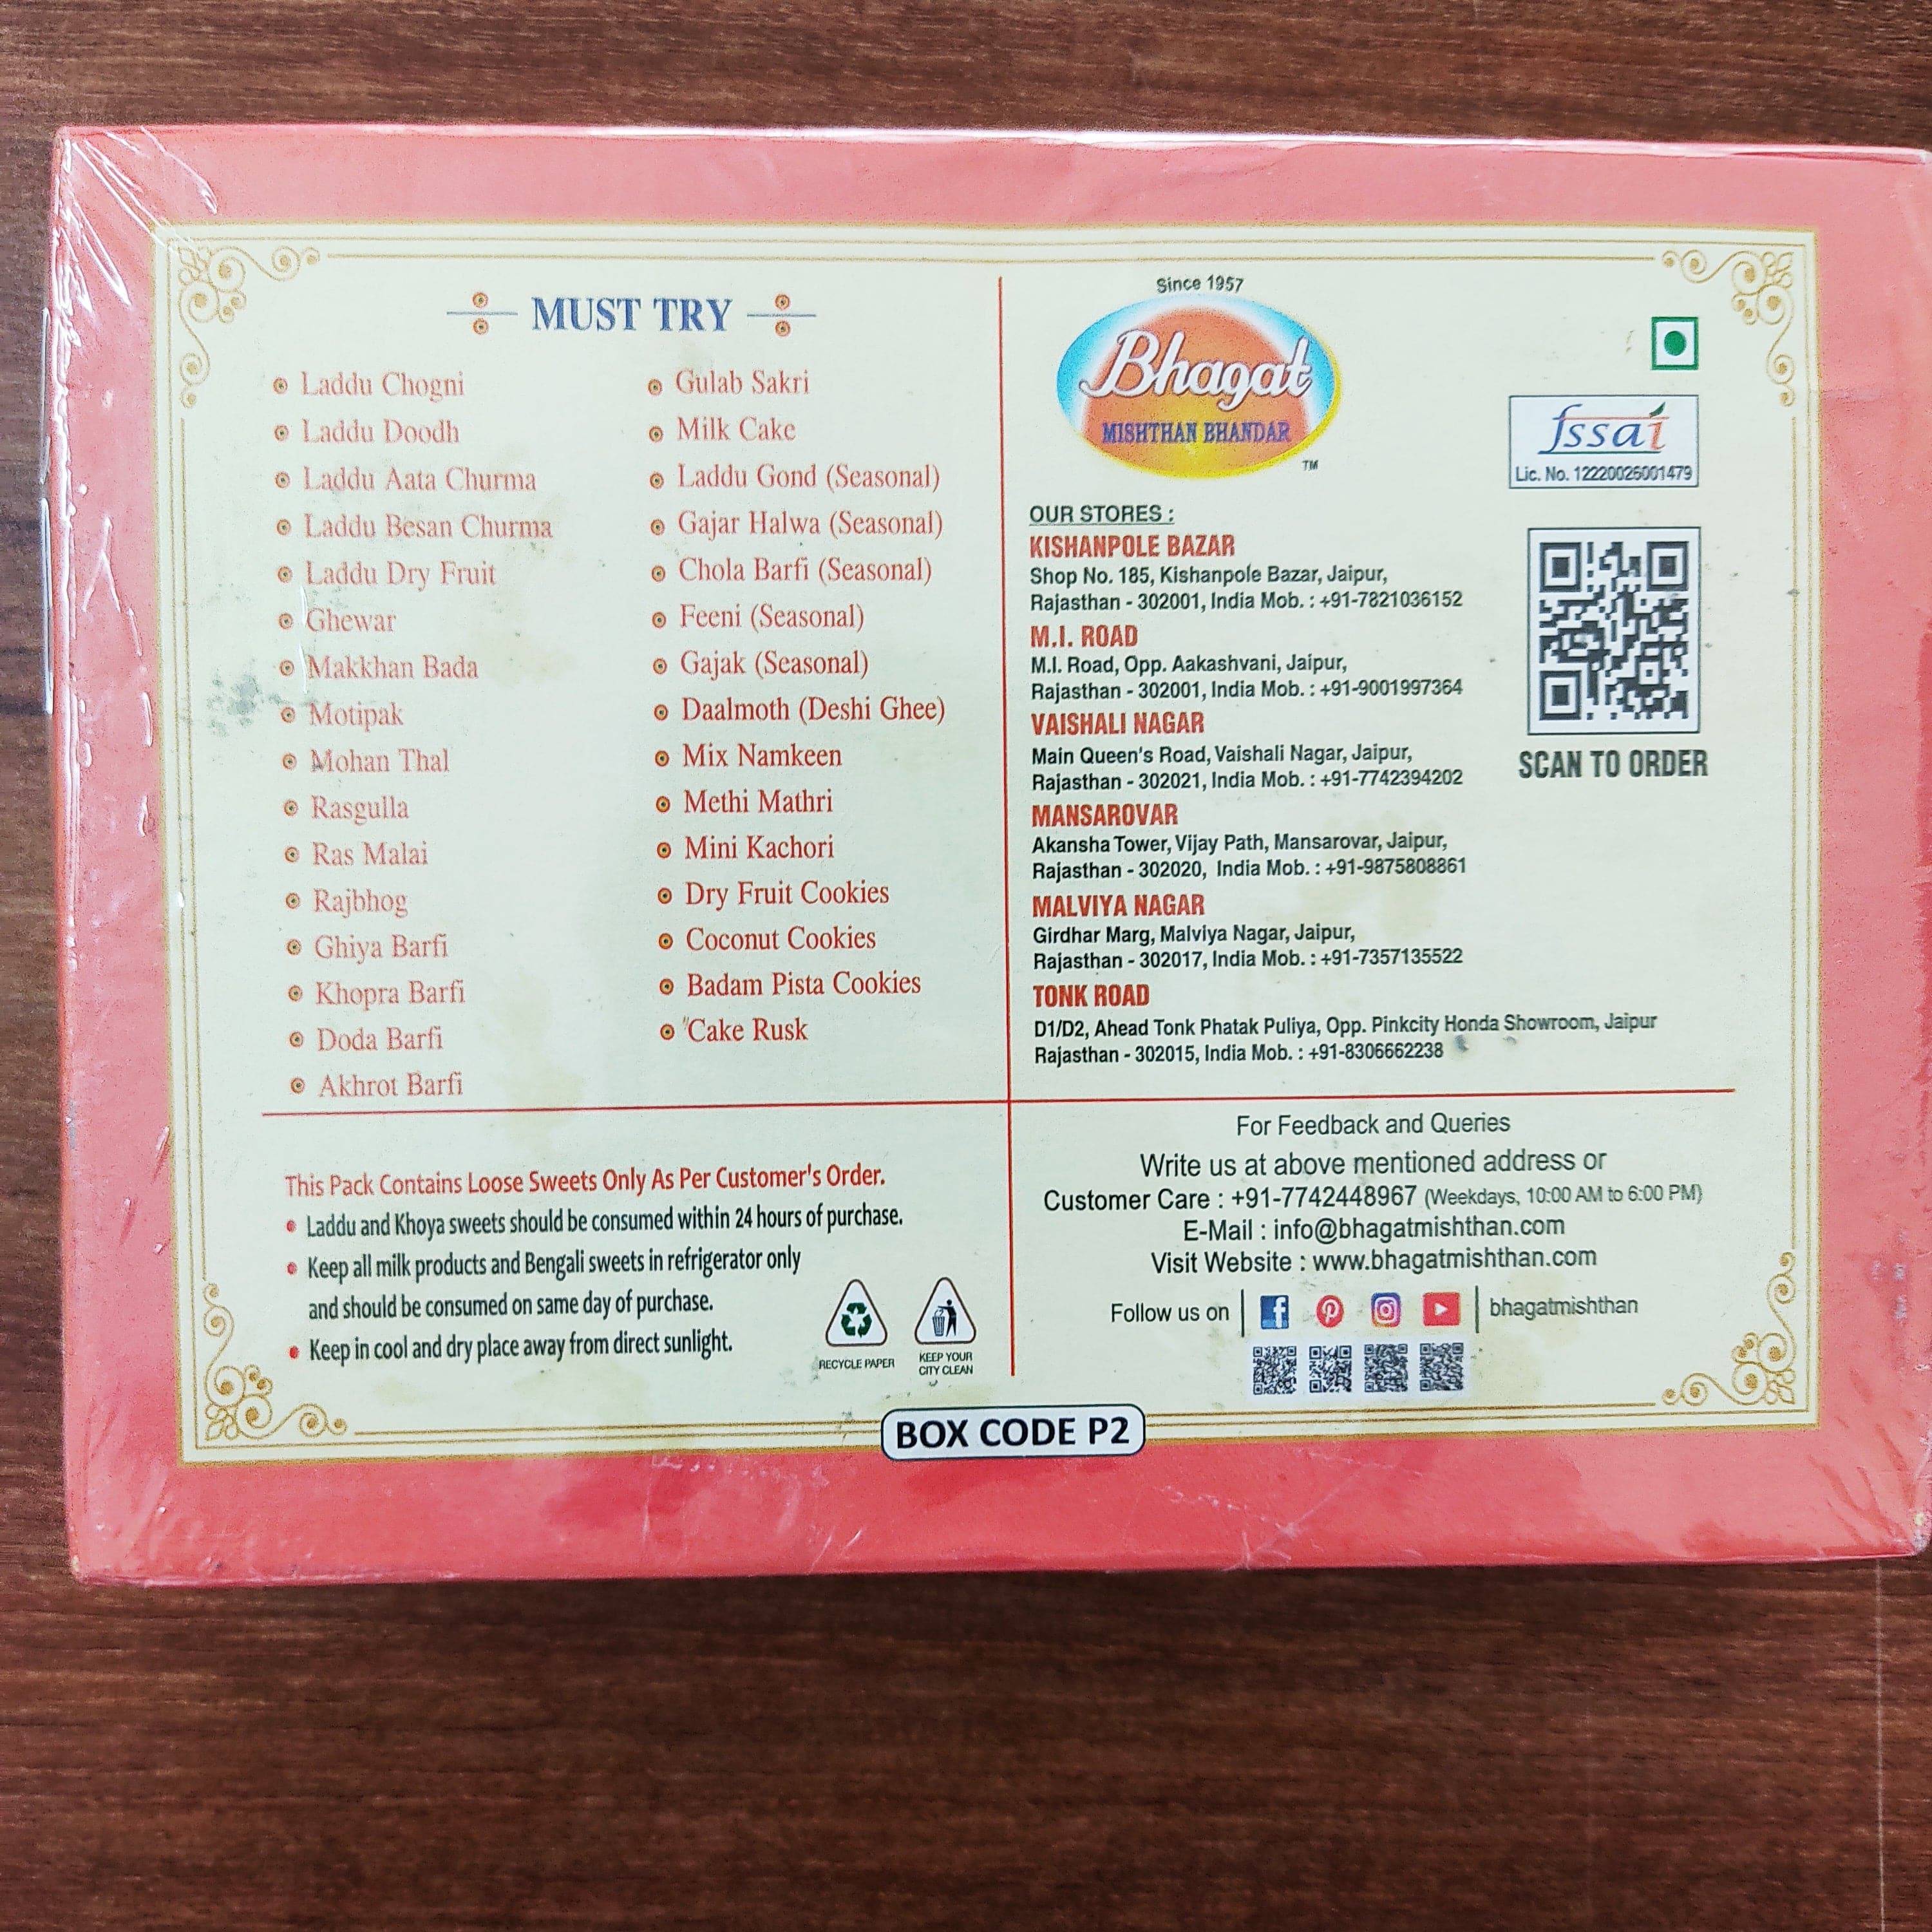 MUST TRY
Laddu Chogni
Laddu Doodh
Laddu Aata Churma
Laddu Besan Churma
Laddu Dry Fruit
Ghewar
Makkhan Bada
Motipak
Mohan Thal
Rasgulla
Ras Malai
Rajbhog
Ghiya Barfi
Khopra Barfi
Doda Barfi
Akhrot Barfi
Gulab Sakri
Milk Cake
Laddu Gond (Seasonal)
Gajar Halwa (Seasonal)
Chola Barfi (Seasonal)
Feeni (Seasonal)
Gajak (Seasonal)
Daalmoth (Deshi Ghee)
Mix Namkeen
Methi Mathri
Mini Kachori
Dry Fruit Cookies
Coconut Cookies
Badam Pista Cookies
Cake Rusk
Since 1957
Bhagat
MISHTHAN BHANDAR
TM
fssai
Lic. No. 12220026001479
OUR STORES :
KISHANPOLE BAZAR
Shop No. 185, Kishanpole Bazar, Jaipur,
Rajasthan - 302001, India Mob. : +91-7821036152
M.I. ROAD
M.I. Road, Opp. Aakashvani, Jaipur,
Rajasthan - 302001, India Mob. : +91-9001997364
VAISHALI NAGAR
Main Queen's Road, Vaishali Nagar, Jaipur,
Rajasthan - 302021, India Mob. : +91-7742394202
MANSAROVAR
Akansha Tower, Vijay Path, Mansarovar, Jaipur,
Rajasthan - 302020, India Mob. : +91-9875808861
MALVIYA NAGAR
Girdhar Marg, Malviya Nagar, Jaipur,
Rajasthan - 302017, India Mob. : +91-7357135522
TONK ROAD
D1/D2, Ahead Tonk Phatak Puliya, Opp. Pinkcity Honda Showroom, Jaipur
Rajasthan - 302015, India Mob. : +91-8306662238
SCAN TO ORDER
This Pack Contains Loose Sweets Only As Per Customer's Order.
• Laddu and Khoya sweets should be consumed within 24 hours of purchase.
• Keep all milk products and Bengali sweets in refrigerator only
and should be consumed on same day of purchase.
• Keep in cool and dry place away from direct sunlight.
RECYCLE PAPER
KEEP YOUR
CITY CLEAN
For Feedback and Queries
Write us at above mentioned address or
Customer Care : +91-7742448967 (Weekdays, 10:00 AM to 6:00 PM)
E-Mail : info@bhagatmishthan.com
Visit Website : www.bhagatmishthan.com
Follow us on
bhagatmishthan
BOX CODE P2